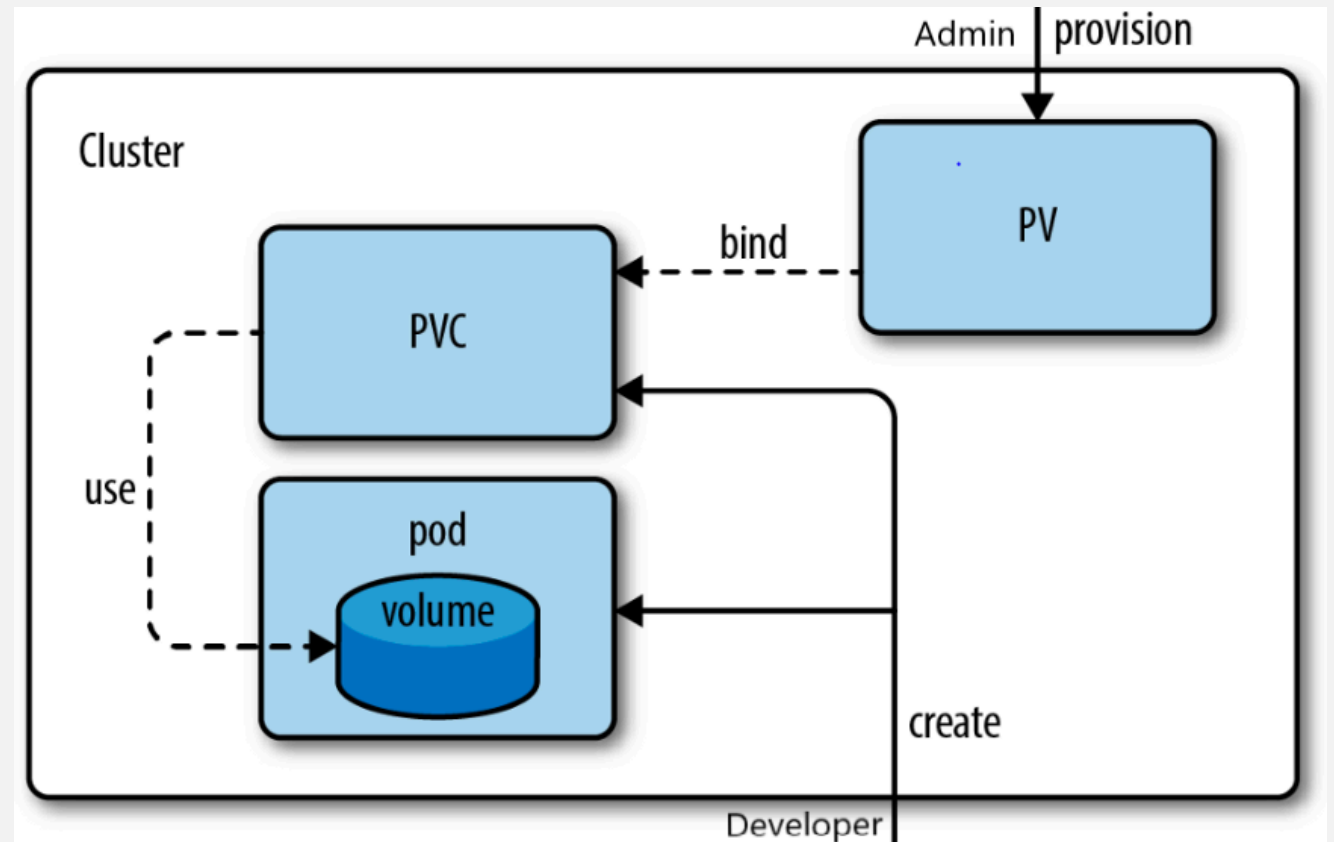 Admin
provision
Cluster
PV
bind
PVC
use
pod
volume
create
Developer